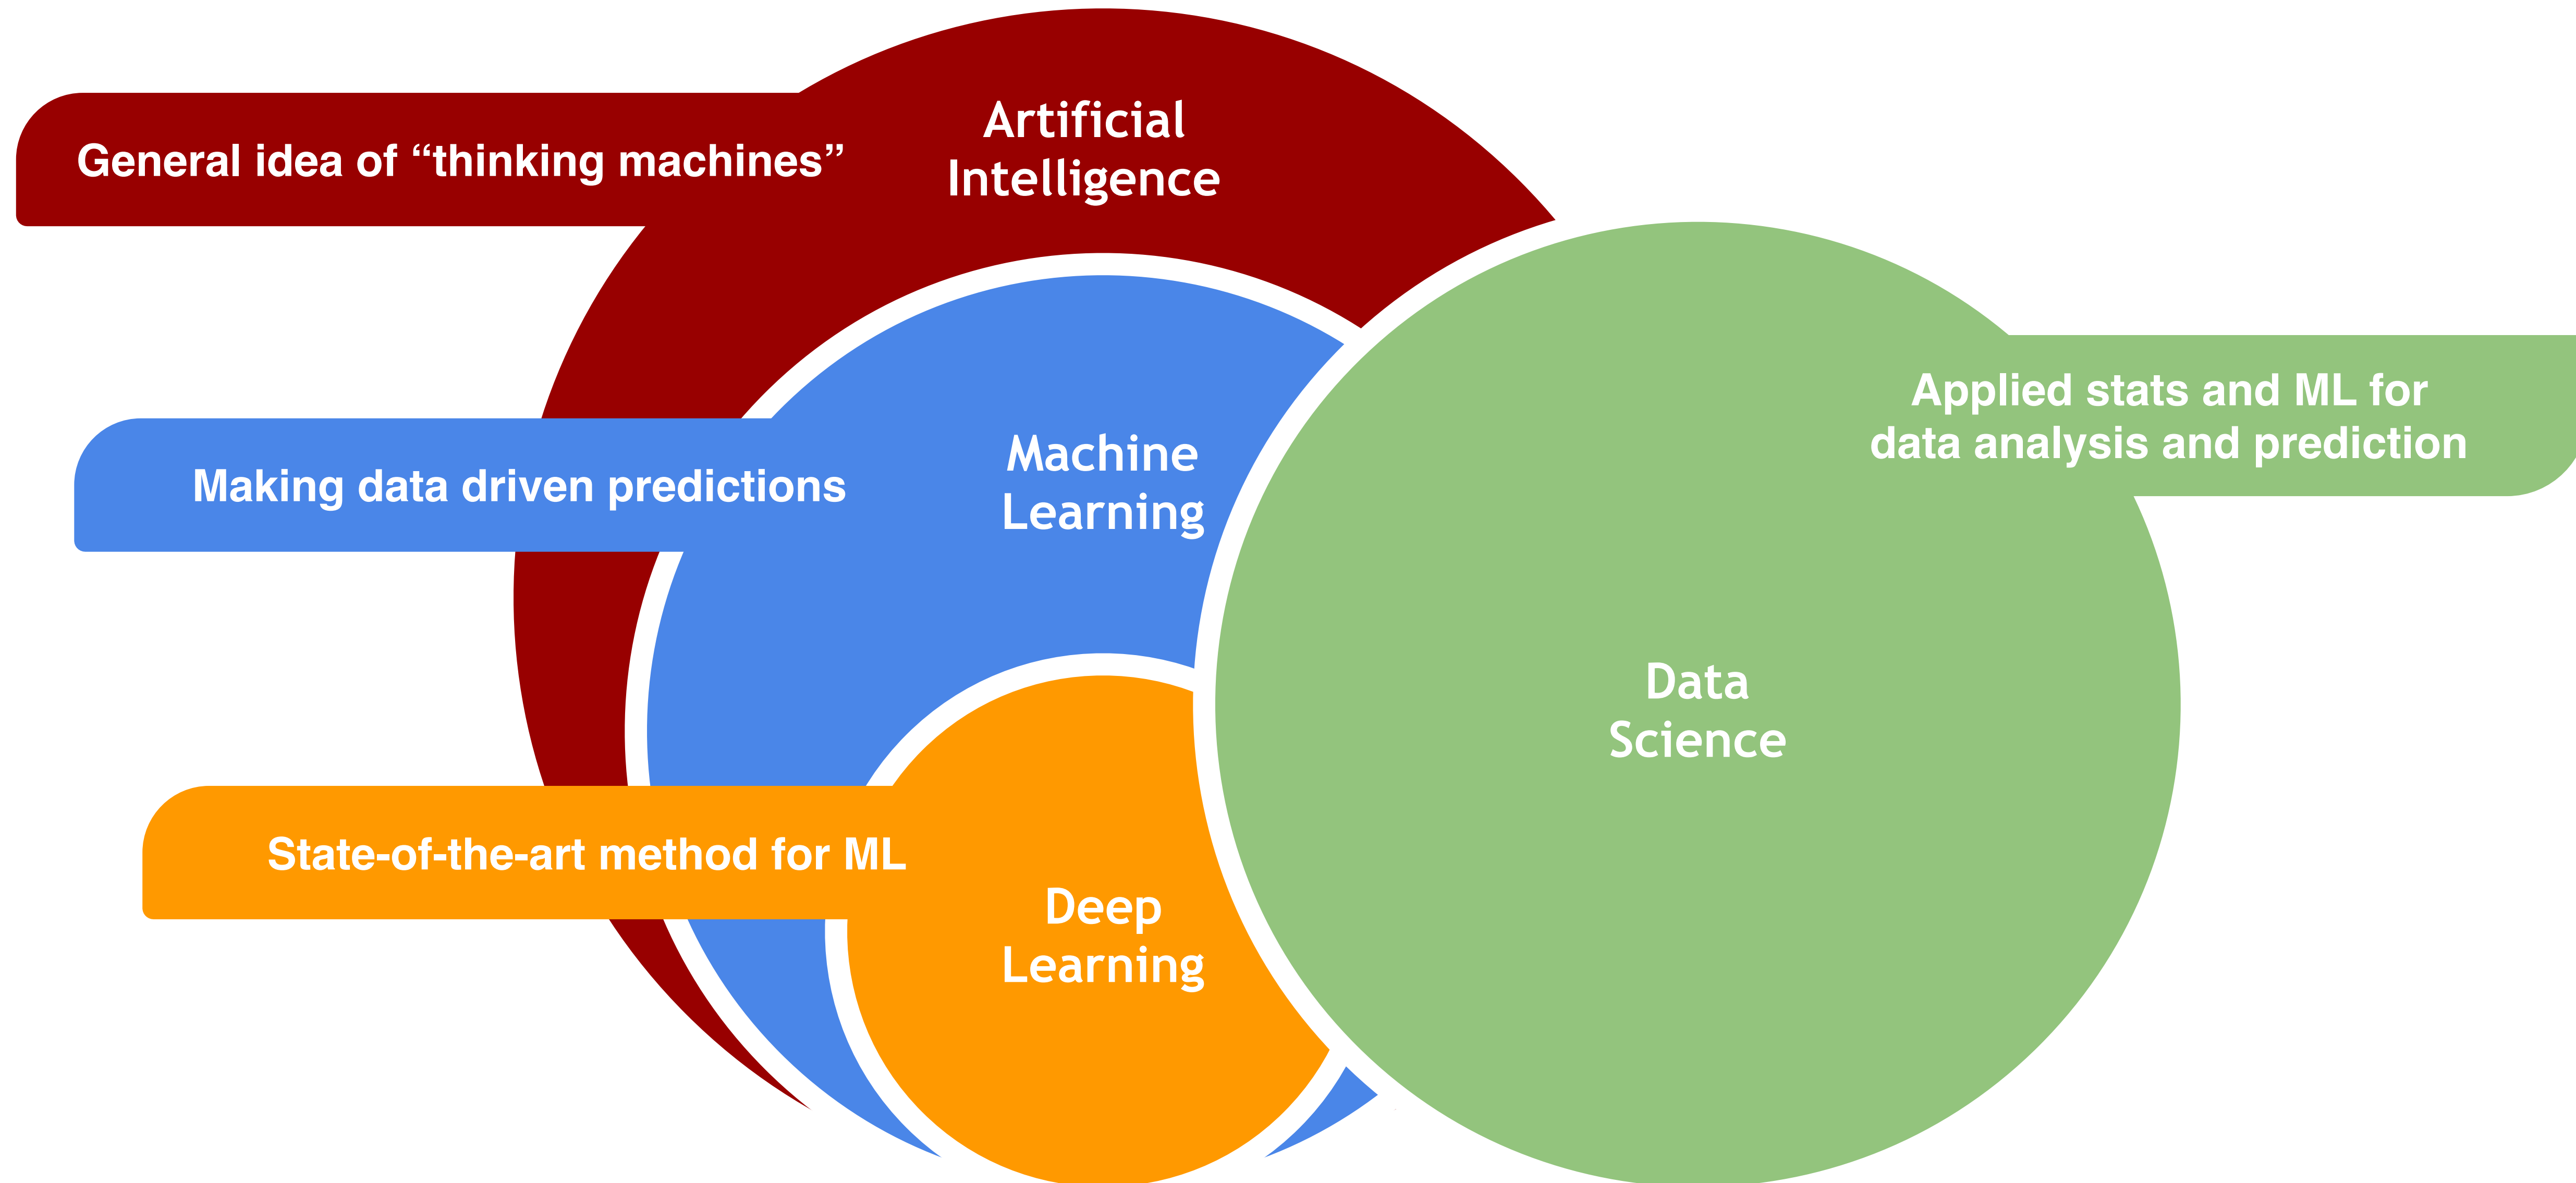 Artificial
Intelligence
General idea of “thinking machines”
Applied stats and ML for
data analysis and prediction
Machine
Learning
Making data driven predictions
Data
Science
State-of-the-art method for ML
Deep
Learning